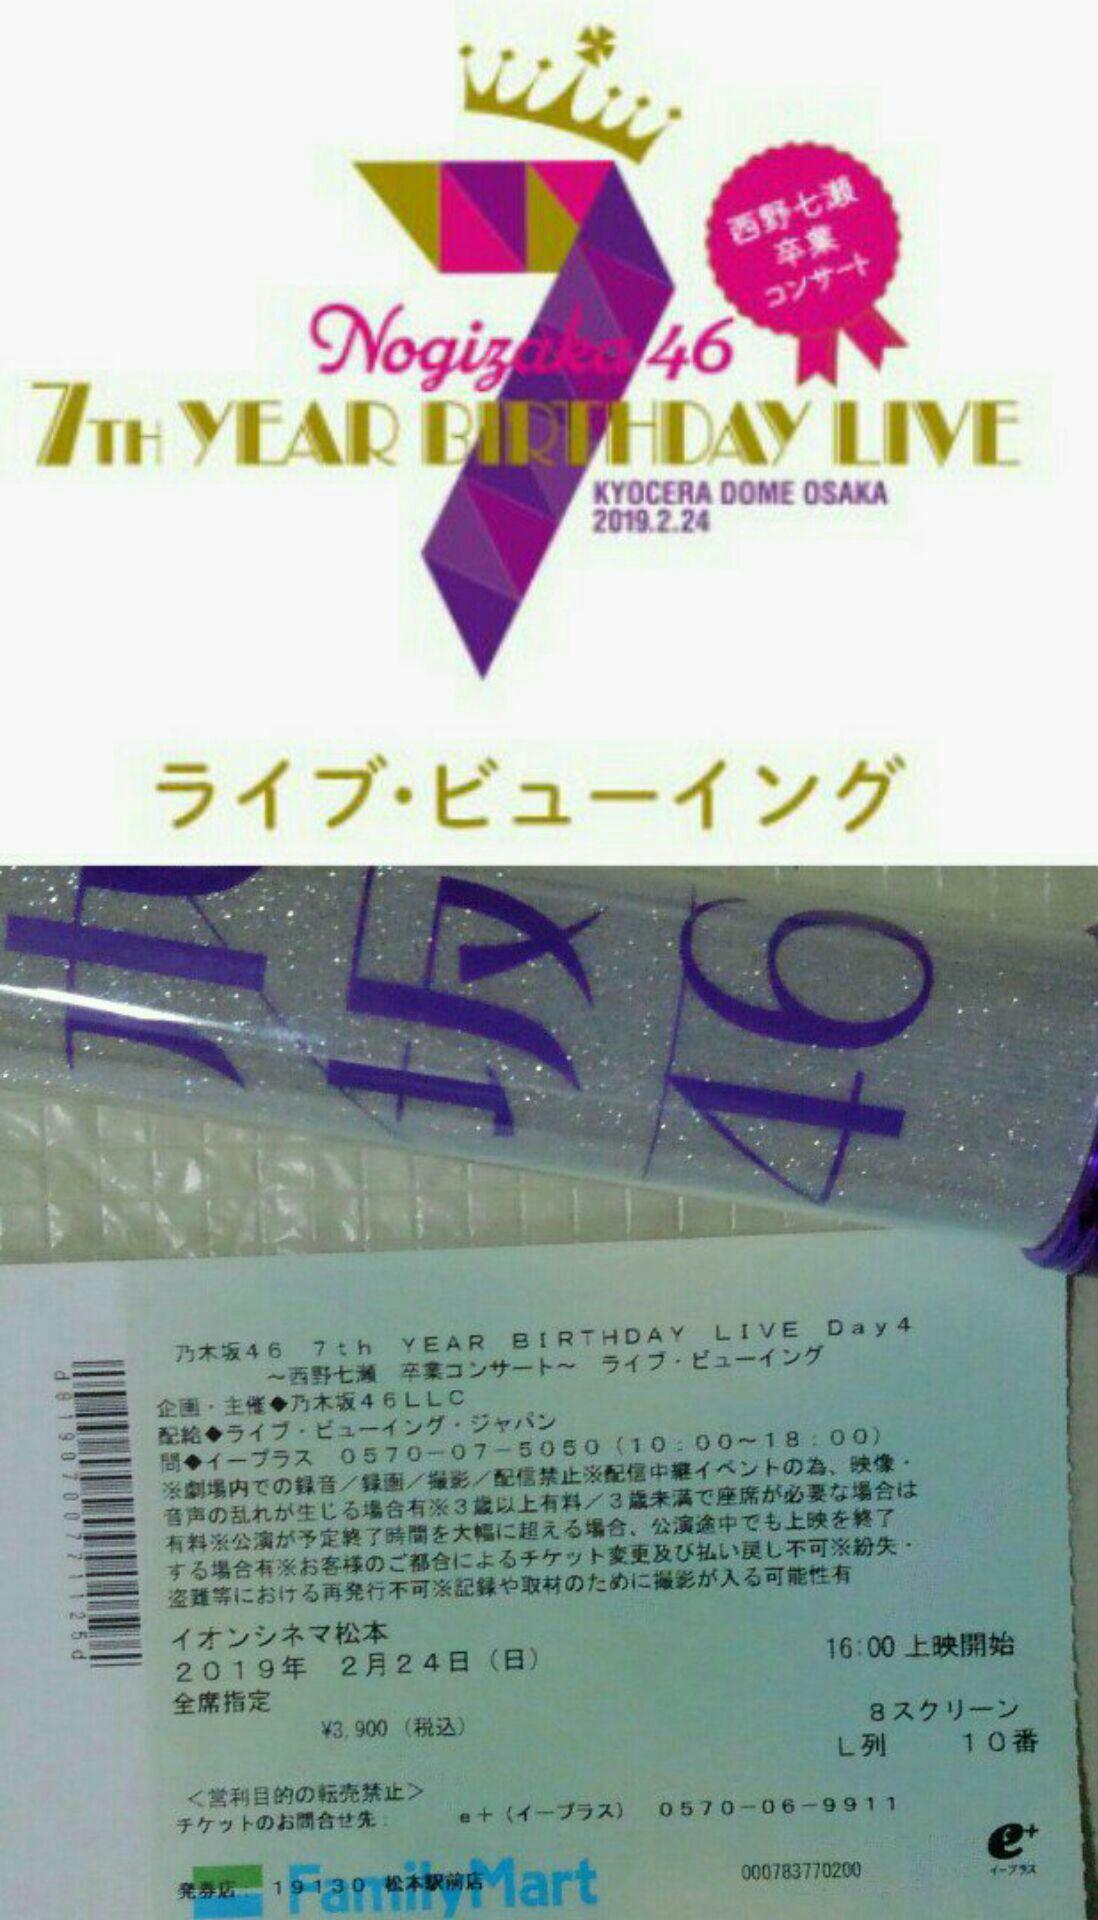 西野七瀬
卒業
コンサート
Nogizaka 46
7TH YEAR BIRTHDAY LIVE
KYOCERA DOME OSAKA
2019.2.24
ライブ・ビューイング
木坂46
乃木坂46 7th YEAR BIRTHDAY LIVE Day4
~西野七瀬 卒業コンサート~ ライブ・ビューイング
企画・主催◆乃木坂46LLC
配給◆ライブ・ビューイング・ジャパン
問◆イープラス 0570-07-5050(10:00~18:00)
※劇場内での録音/録画/撮影/配信禁止※配信中継イベントの為、映像・
音声の乱れが生じる場合有※3歳以上有料/3歳未満で座席が必要な場合は
有料※公演が予定終了時間を大幅に超える場合、公演途中でも上映を終了
する場合有※お客様のご都合によるチケット変更及び払い戻し不可※紛失・
盗難等における再発行不可※記録や取材のために撮影が入る可能性有
イオンシネマ松本
2019年 2月24日(日) 16:00 上映開始
全席指定 8スクリーン
¥3,900(税込) L列 10番
<営利目的の転売禁止>
チケットのお問合せ先: e+(イープラス) 0570-06-9911
e+
イープラス
発券店 19130 松本駅前店
FamilyMart
000783770200